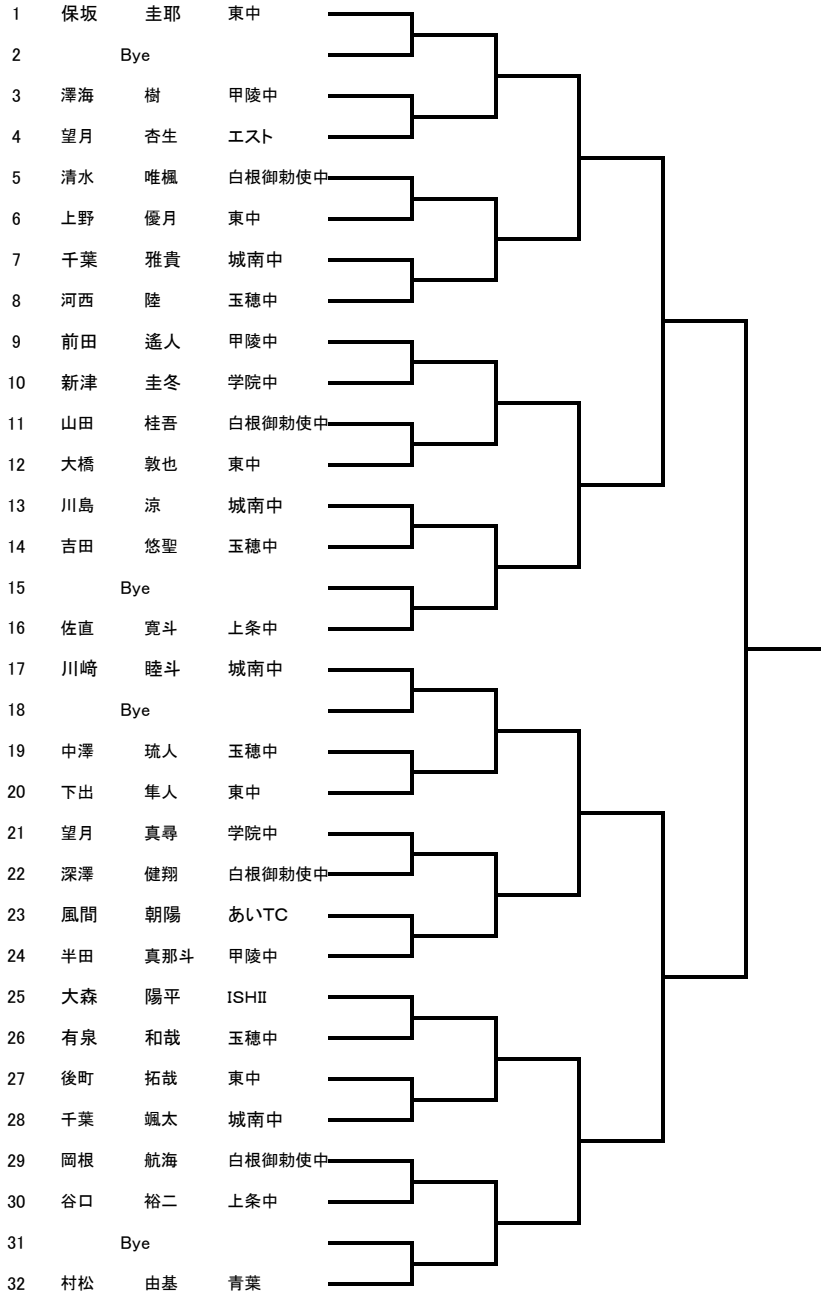 1 保坂 圭耶 東中
2 Bye
3 澤海 樹 甲陵中
4 望月 杏生 エスト
5 清水 唯楓 白根御勅使中
6 上野 優月 東中
7 千葉 雅貴 城南中
8 河西 陸 玉穂中
9 前田 遙人 甲陵中
10 新津 圭冬 学院中
11 山田 桂吾 白根御勅使中
12 大橋 敦也 東中
13 川島 涼 城南中
14 吉田 悠聖 玉穂中
15 Bye
16 佐直 寛斗 上条中
17 川﨑 睦斗 城南中
18 Bye
19 中澤 琉人 玉穂中
20 下出 隼人 東中
21 望月 真尋 学院中
22 深澤 健翔 白根御勅使中
23 風間 朝陽 あいTC
24 半田 真那斗 甲陵中
25 大森 陽平 ISHII
26 有泉 和哉 玉穂中
27 後町 拓哉 東中
28 千葉 颯太 城南中
29 岡根 航海 白根御勅使中
30 谷口 裕二 上条中
31 Bye
32 村松 由基 青葉